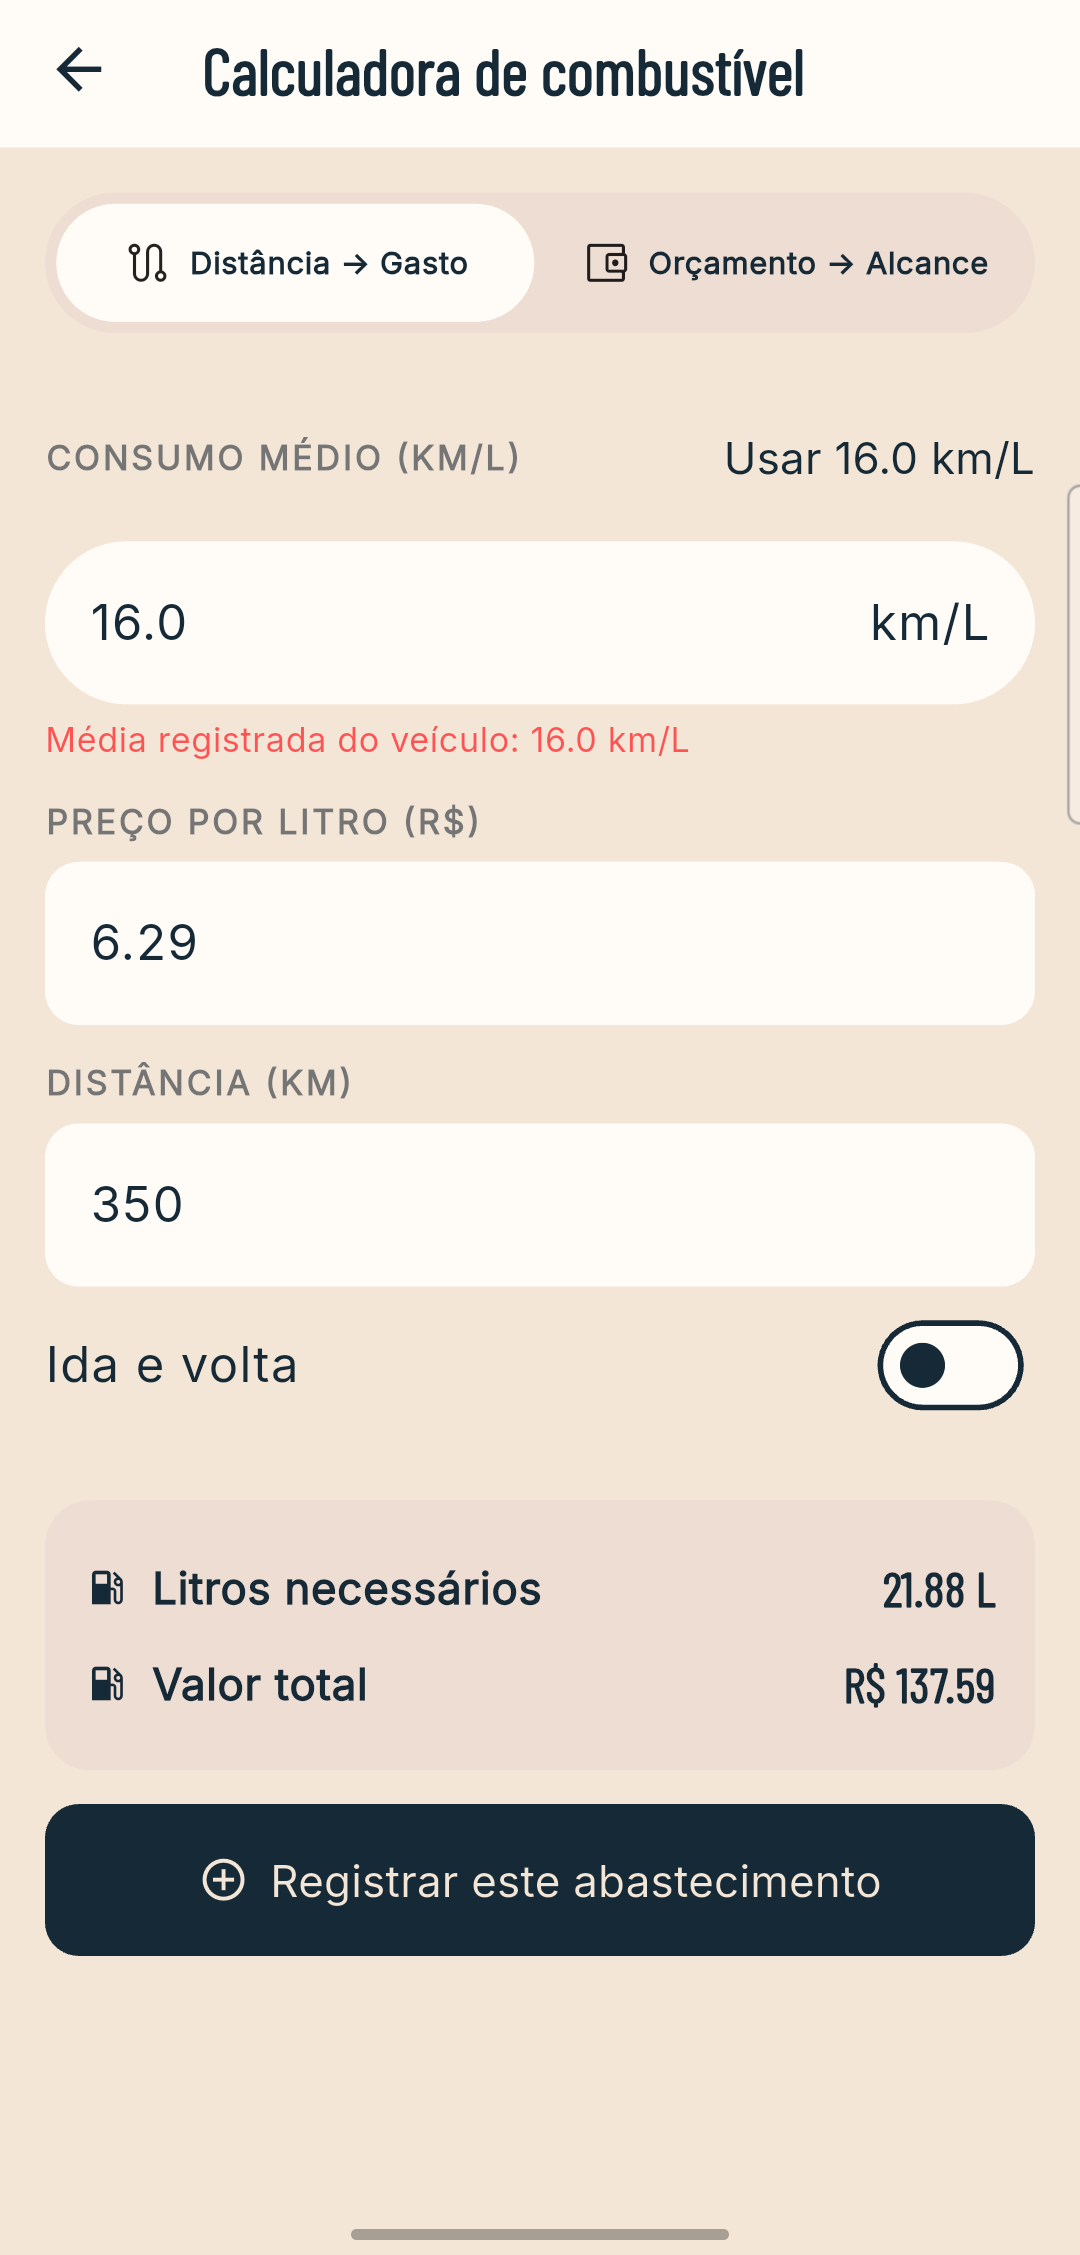 Calculadora de combustível
Distância → Gasto
Orçamento → Alcance
CONSUMO MÉDIO (KM/L)
Usar 16.0 km/L
16.0 km/L
Média registrada do veículo: 16.0 km/L
PREÇO POR LITRO (R$)
6.29
DISTÂNCIA (KM)
350
Ida e volta
Litros necessários 21.88 L
Valor total R$ 137.59
Registrar este abastecimento